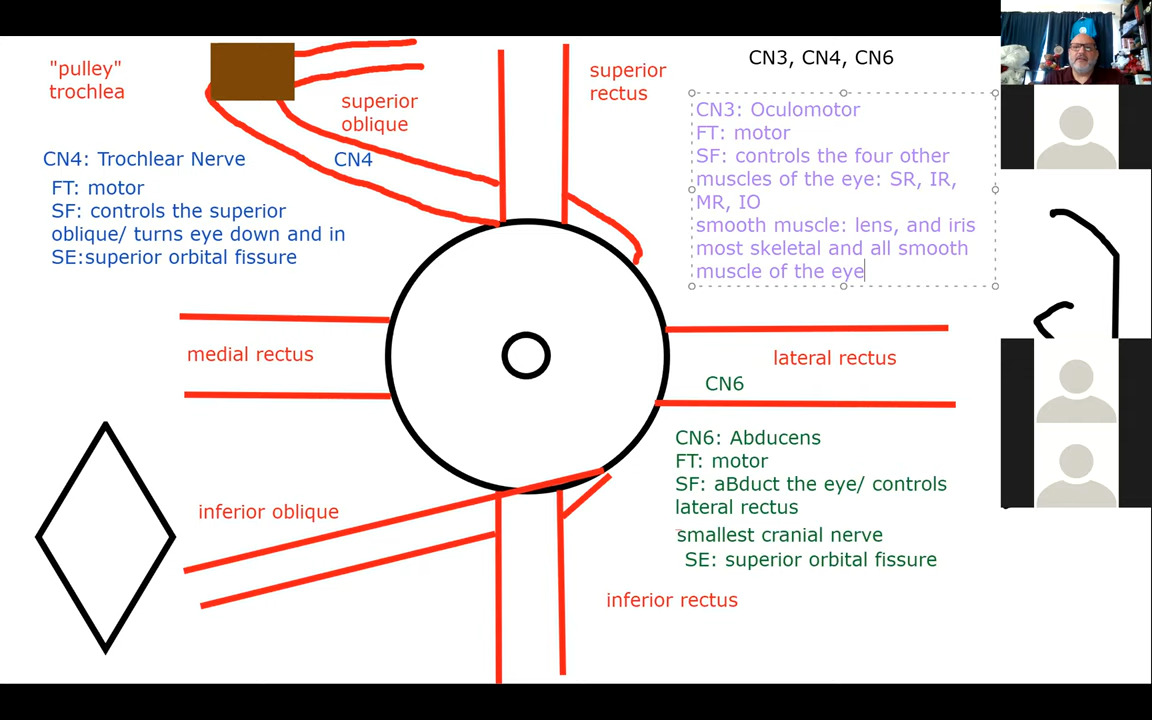 "pulley"
trochlea
superior
oblique
superior
rectus
CN3, CN4, CN6
CN3: Oculomotor
FT: motor
SF: controls the four other
muscles of the eye: SR, IR,
MR, IO
smooth muscle: lens, and iris
most skeletal and all smooth
muscle of the eye
CN4: Trochlear Nerve
CN4
FT: motor
SF: controls the superior
oblique/ turns eye down and in
SE:superior orbital fissure
medial rectus
lateral rectus
CN6
CN6: Abducens
FT: motor
SF: aBduct the eye/ controls
lateral rectus
smallest cranial nerve
SE: superior orbital fissure
inferior oblique
inferior rectus